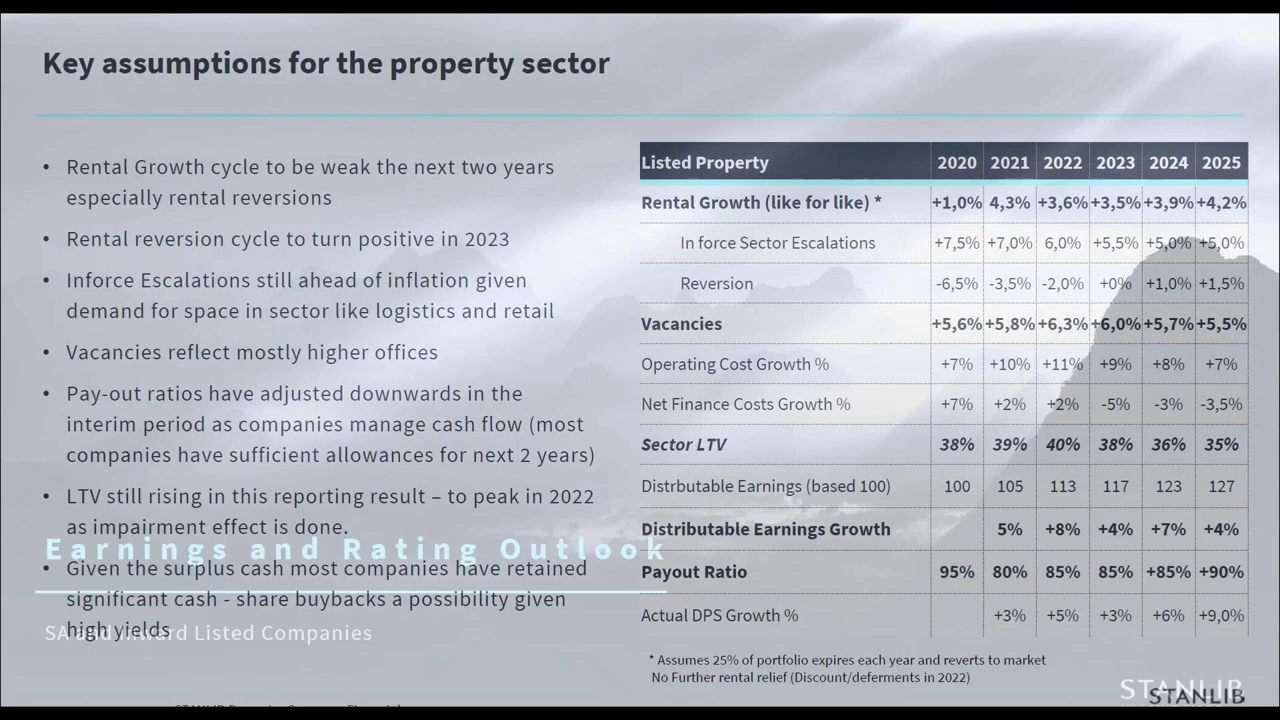 Key assumptions for the property sector
• Rental Growth cycle to be weak the next two years
especially rental reversions
• Rental reversion cycle to turn positive in 2023
• Inforce Escalations still ahead of inflation given
demand for space in sector like logistics and retail
• Vacancies reflect mostly higher offices
• Pay-out ratios have adjusted downwards in the
interim period as companies manage cash flow (most
companies have sufficient allowances for next 2 years)
• LTV still rising in this reporting result – to peak in 2022
as impairment effect is done.
Earnings and Rating Outlook
• Given the surplus cash most companies have retained
significant cash - share buybacks a possibility given
high yields
SA and Inward Listed Companies
Listed Property 2020 2021 2022 2023 2024 2025
Rental Growth (like for like) * +1,0% 4,3% +3,6% +3,5% +3,9% +4,2%
In force Sector Escalations +7,5% +7,0% 6,0% +5,5% +5,0% +5,0%
Reversion -6,5% -3,5% -2,0% +0% +1,0% +1,5%
Vacancies +5,6% +5,8% +6,3% +6,0% +5,7% +5,5%
Operating Cost Growth % +7% +10% +11% +9% +8% +7%
Net Finance Costs Growth % +7% +2% +2% -5% -3% -3,5%
Sector LTV 38% 39% 40% 38% 36% 35%
Distrbutable Earnings (based 100) 100 105 113 117 123 127
Distributable Earnings Growth 5% +8% +4% +7% +4%
Payout Ratio 95% 80% 85% 85% +85% +90%
Actual DPS Growth % +3% +5% +3% +6% +9,0%
* Assumes 25% of portfolio expires each year and reverts to market
No Further rental relief (Discount/deferments in 2022)
STANLIB
STANLIB